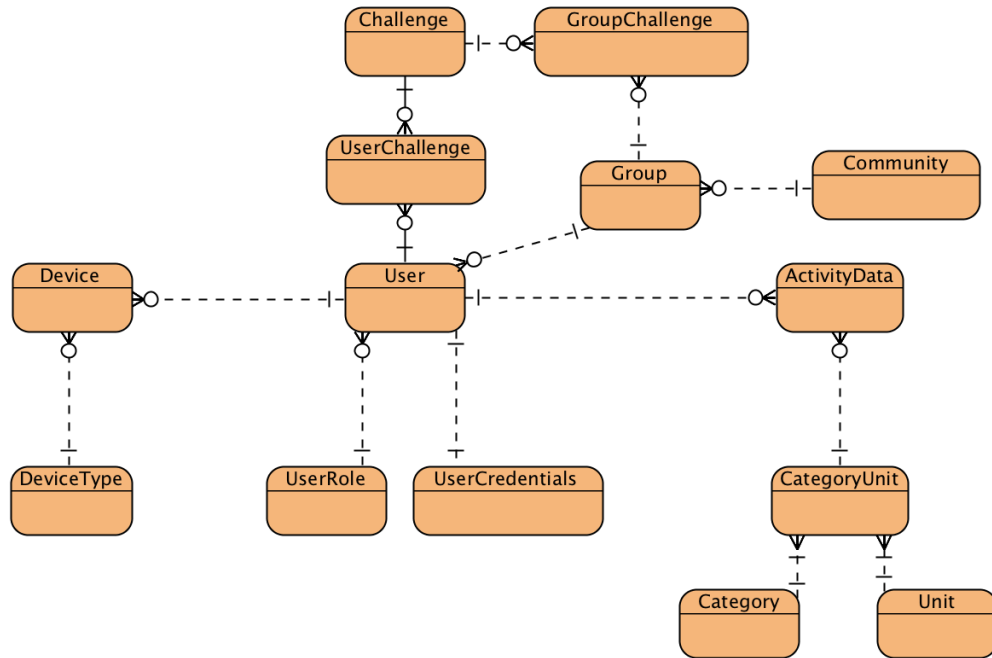 Challenge
GroupChallenge
UserChallenge
Group
Community
Device
User
ActivityData
DeviceType
UserRole
UserCredentials
CategoryUnit
Category
Unit